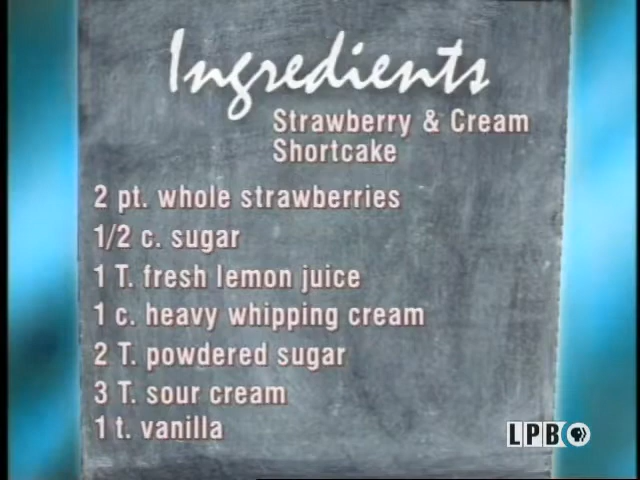 Ingredients
Strawberry & Cream
Shortcake
2 pt. whole strawberries
1/2 c. sugar
1 T. fresh lemon juice
1 c. heavy whipping cream
2 T. powdered sugar
3 T. sour cream
1 t. vanilla
LPB